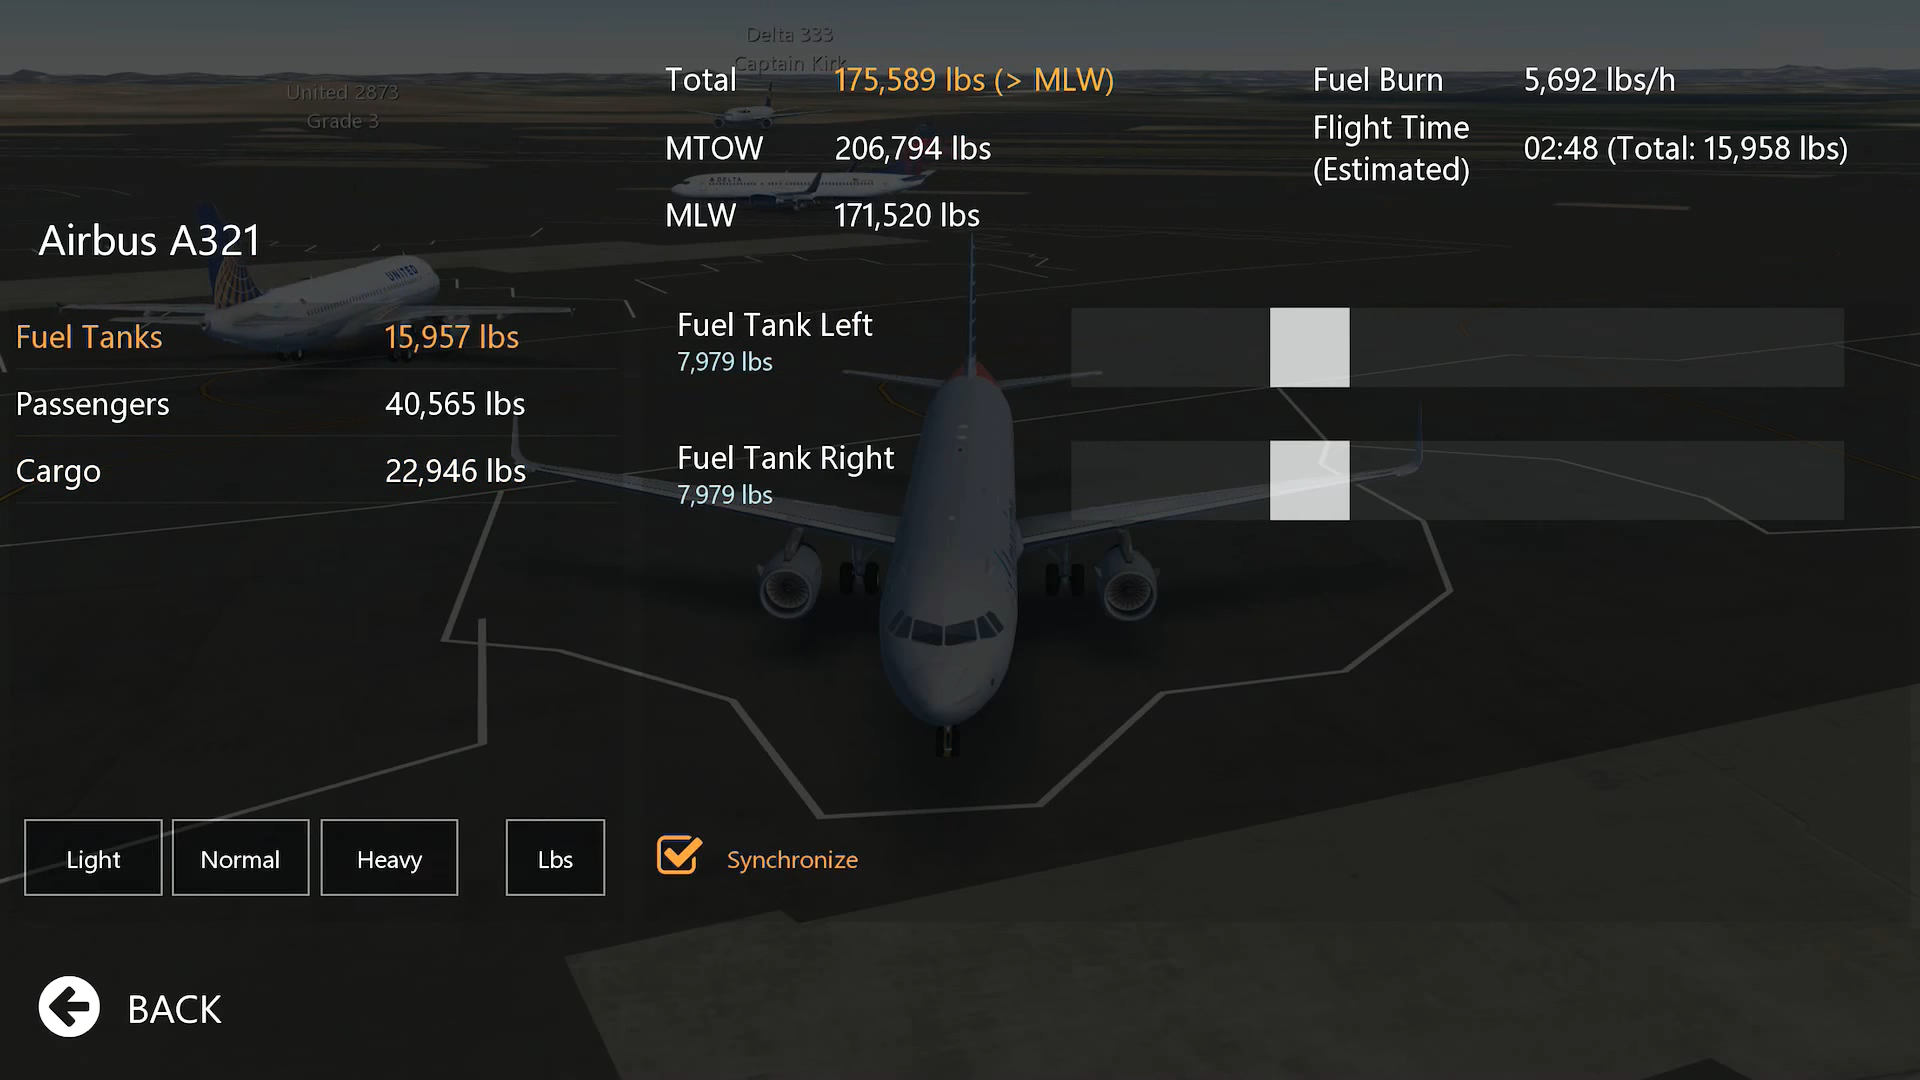 Delta 333
Captain Kirk
United 2873
Grade 3
Total 175,589 lbs (> MLW)
MTOW 206,794 lbs
MLW 171,520 lbs
Fuel Burn 5,692 lbs/h
Flight Time
(Estimated) 02:48 (Total: 15,958 lbs)
DELTA
UNITED
Airbus A321
Fuel Tanks 15,957 lbs
Passengers 40,565 lbs
Cargo 22,946 lbs
Fuel Tank Left
7,979 lbs
Fuel Tank Right
7,979 lbs
Light
Normal
Heavy
Lbs
Synchronize
BACK